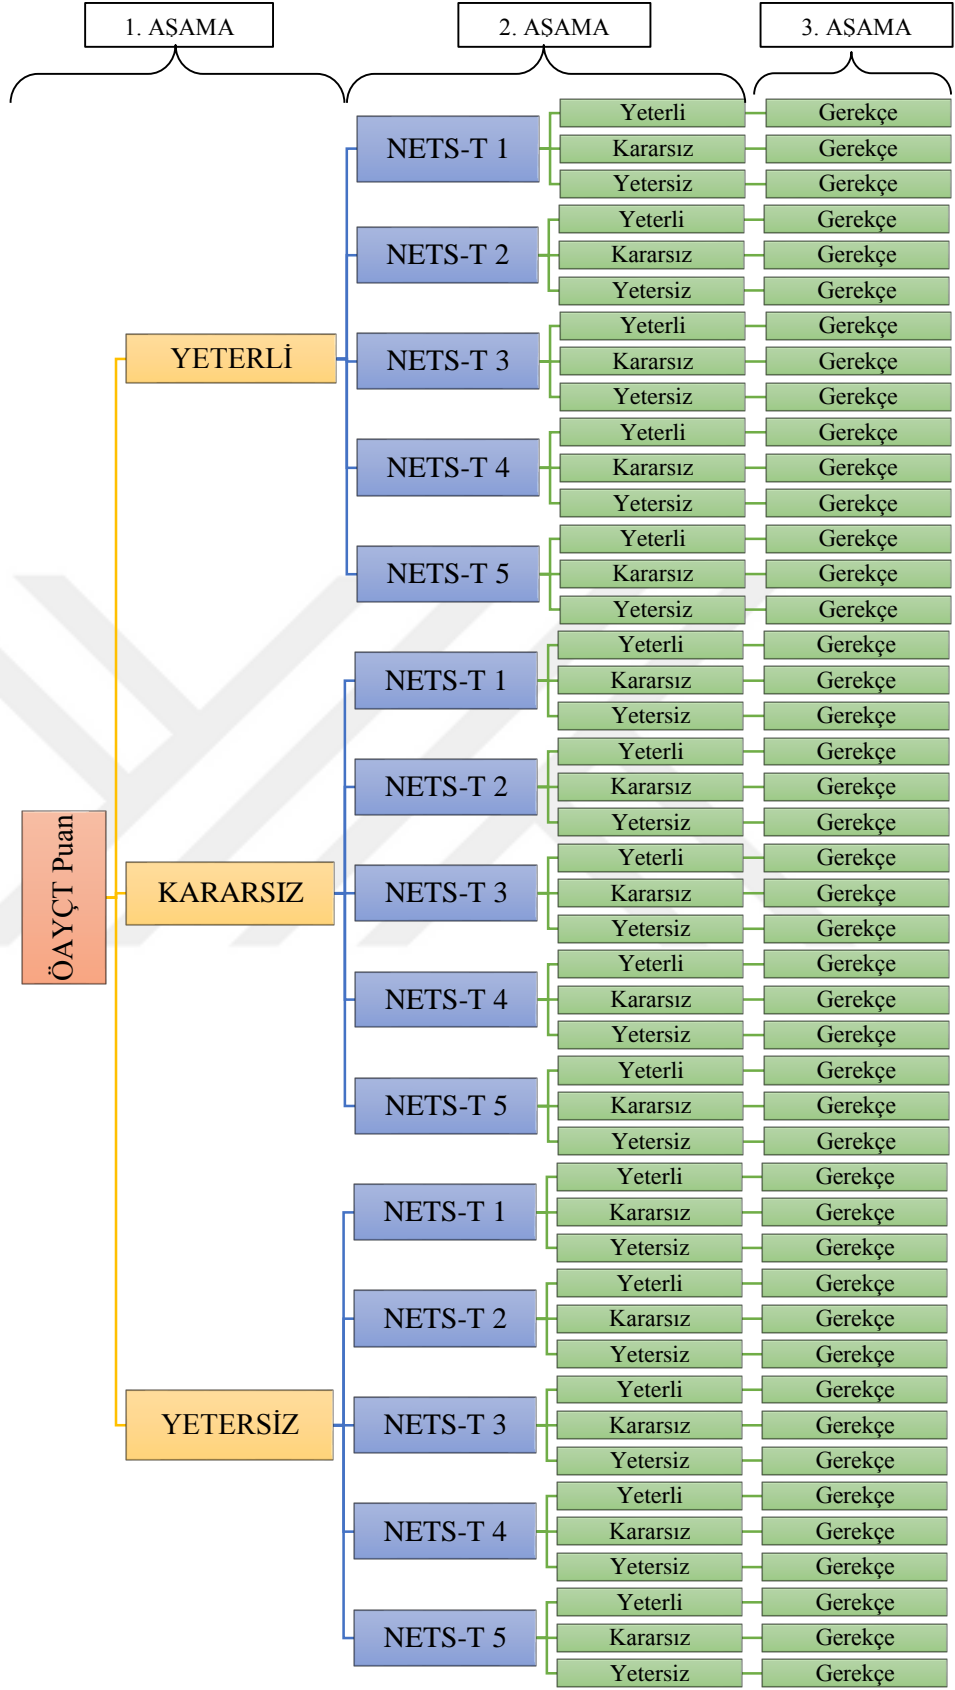 1. AŞAMA
2. AŞAMA
3. AŞAMA
ÖAYÇT Puan
YETERLİ
NETS-T 1
Yeterli Gerekçe
Kararsız Gerekçe
Yetersiz Gerekçe
NETS-T 2
Yeterli Gerekçe
Kararsız Gerekçe
Yetersiz Gerekçe
NETS-T 3
Yeterli Gerekçe
Kararsız Gerekçe
Yetersiz Gerekçe
NETS-T 4
Yeterli Gerekçe
Kararsız Gerekçe
Yetersiz Gerekçe
NETS-T 5
Yeterli Gerekçe
Kararsız Gerekçe
Yetersiz Gerekçe
KARARSIZ
NETS-T 1
Yeterli Gerekçe
Kararsız Gerekçe
Yetersiz Gerekçe
NETS-T 2
Yeterli Gerekçe
Kararsız Gerekçe
Yetersiz Gerekçe
NETS-T 3
Yeterli Gerekçe
Kararsız Gerekçe
Yetersiz Gerekçe
NETS-T 4
Yeterli Gerekçe
Kararsız Gerekçe
Yetersiz Gerekçe
NETS-T 5
Yeterli Gerekçe
Kararsız Gerekçe
Yetersiz Gerekçe
YETERSİZ
NETS-T 1
Yeterli Gerekçe
Kararsız Gerekçe
Yetersiz Gerekçe
NETS-T 2
Yeterli Gerekçe
Kararsız Gerekçe
Yetersiz Gerekçe
NETS-T 3
Yeterli Gerekçe
Kararsız Gerekçe
Yetersiz Gerekçe
NETS-T 4
Yeterli Gerekçe
Kararsız Gerekçe
Yetersiz Gerekçe
NETS-T 5
Yeterli Gerekçe
Kararsız Gerekçe
Yetersiz Gerekçe